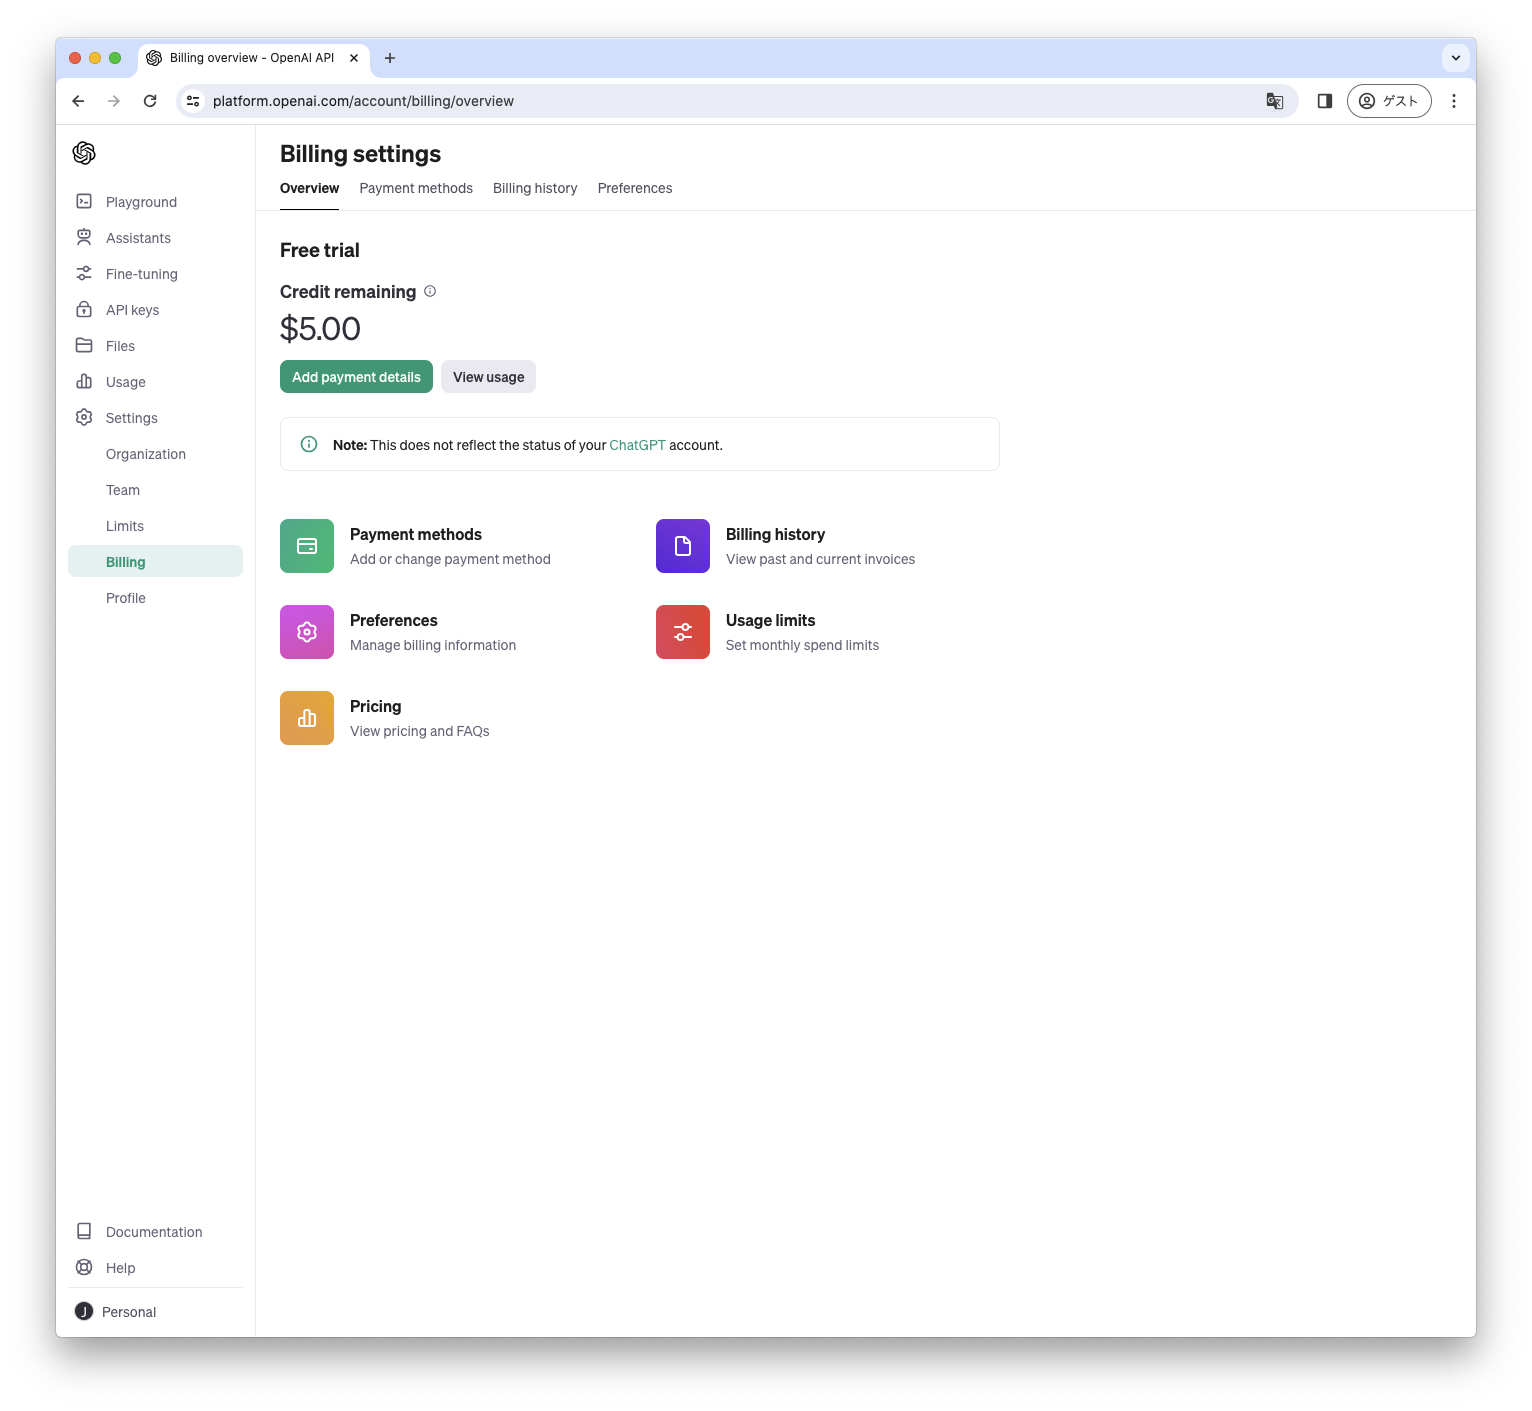 Billing overview - OpenAI API
platform.openai.com/account/billing/overview
ゲスト
Playground
Assistants
Fine-tuning
API keys
Files
Usage
Settings
Organization
Team
Limits
Billing
Profile
Documentation
Help
J Personal
Billing settings
Overview Payment methods Billing history Preferences
Free trial
Credit remaining
$5.00
Add payment details View usage
Note: This does not reflect the status of your ChatGPT account.
Payment methods
Add or change payment method
Billing history
View past and current invoices
Preferences
Manage billing information
Usage limits
Set monthly spend limits
Pricing
View pricing and FAQs